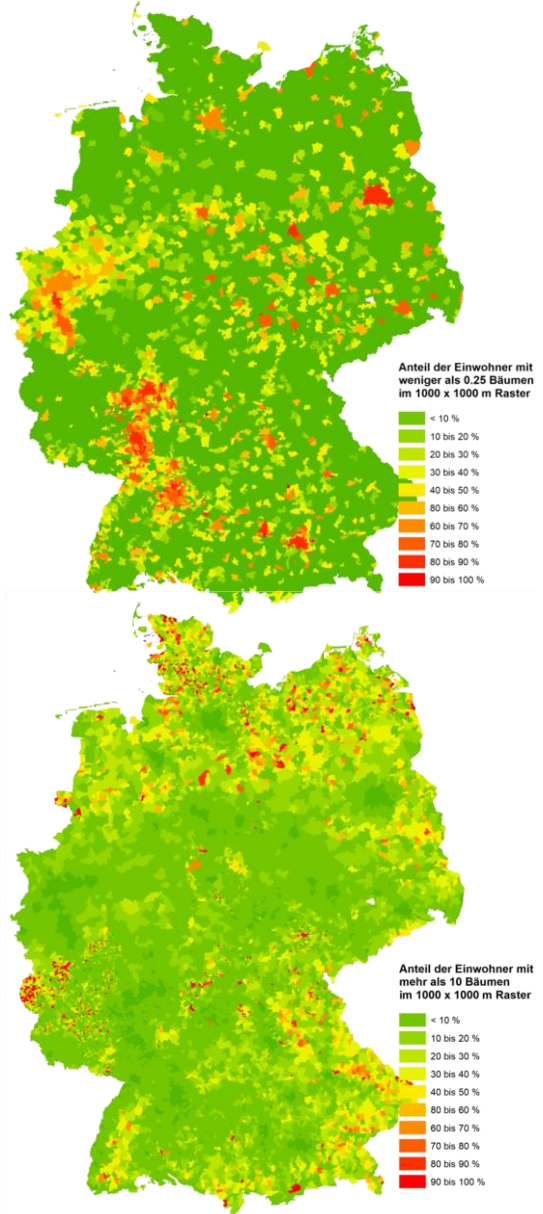 Anteil der Einwohner mit
weniger als 0.25 Bäumen
im 1000 x 1000 m Raster
< 10 %
10 bis 20 %
20 bis 30 %
30 bis 40 %
40 bis 50 %
80 bis 60 %
60 bis 70 %
70 bis 80 %
80 bis 90 %
90 bis 100 %
Anteil der Einwohner mit
mehr als 10 Bäumen
im 1000 x 1000 m Raster
< 10 %
10 bis 20 %
20 bis 30 %
30 bis 40 %
40 bis 50 %
80 bis 60 %
60 bis 70 %
70 bis 80 %
80 bis 90 %
90 bis 100 %